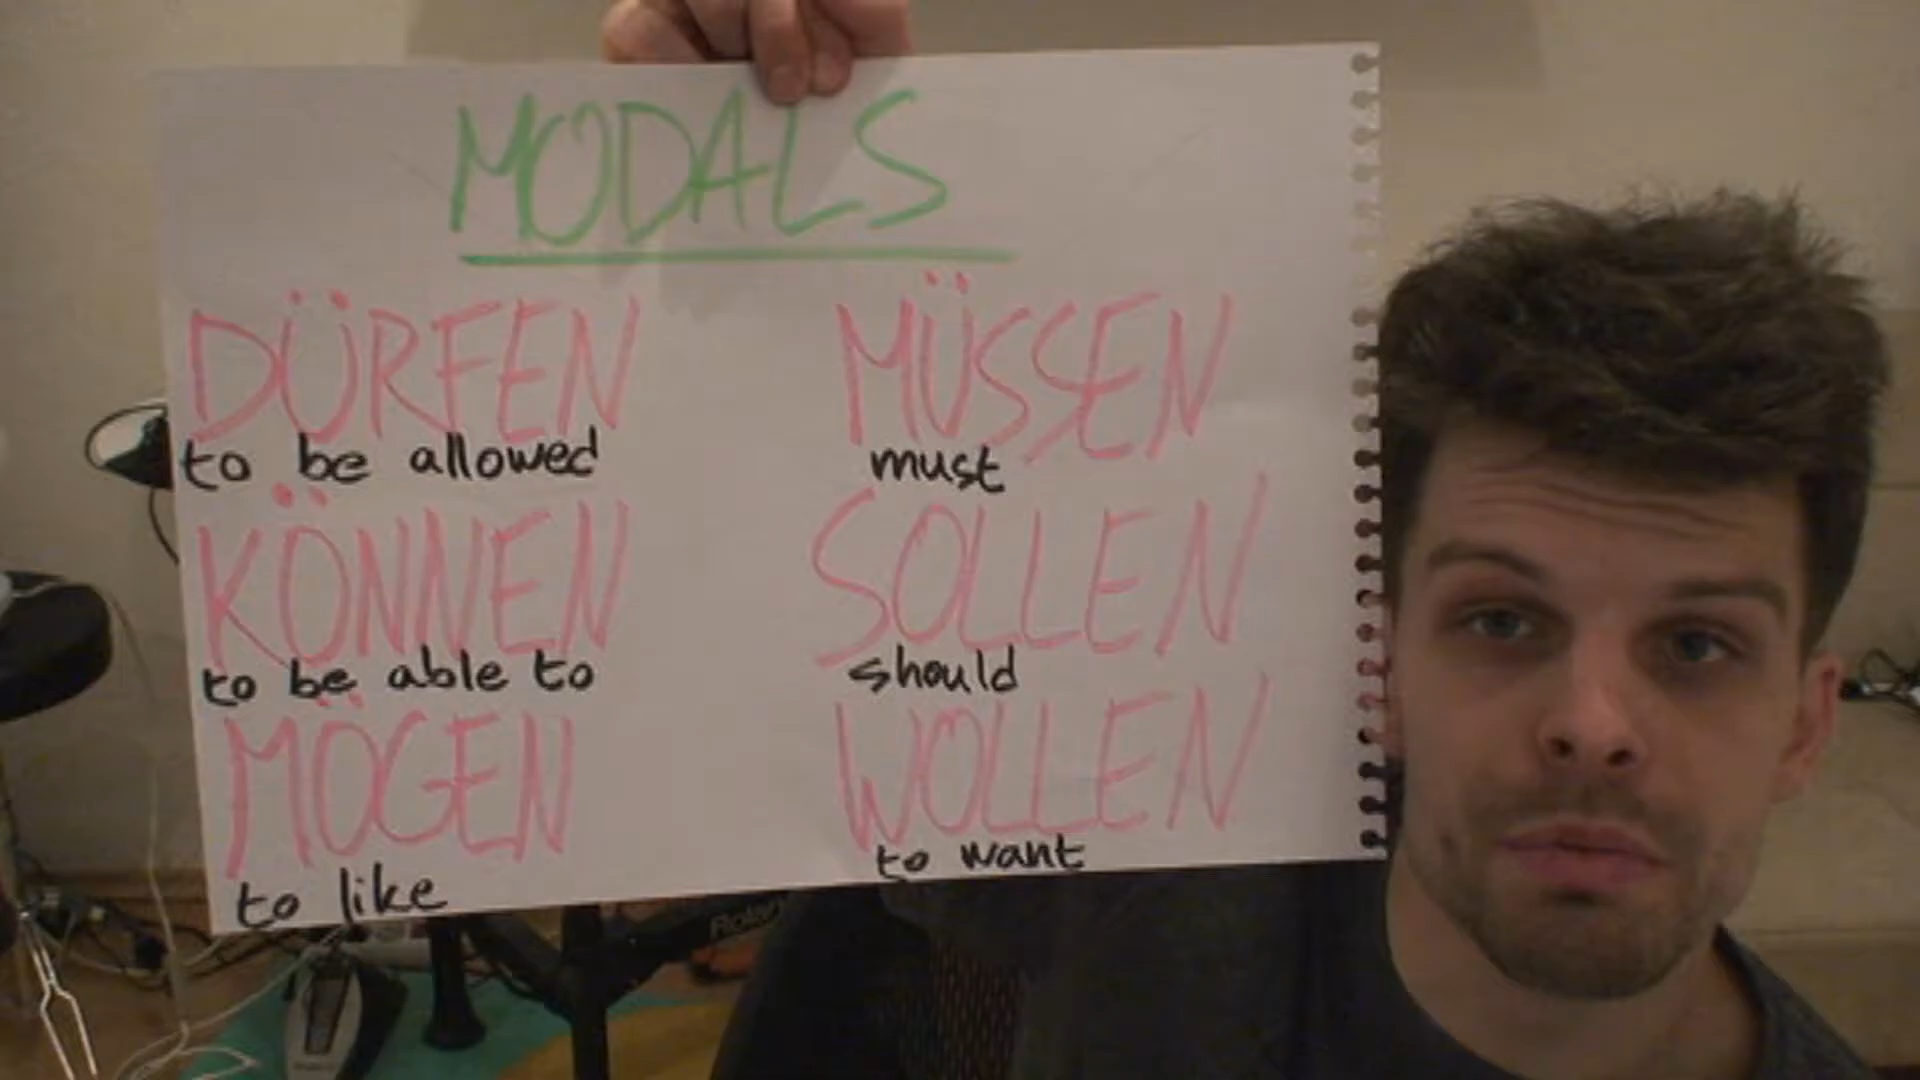 MODALS
DÜRFEN
to be allowed
KÖNNEN
to be able to
MÖGEN
to like
MÜSSEN
must
SOLLEN
should
WOLLEN
to want
Roland